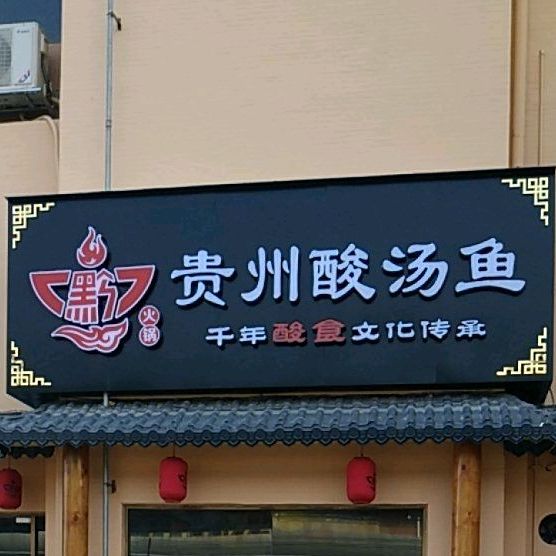 黔
火锅
贵州酸汤鱼
千年酸食文化传承